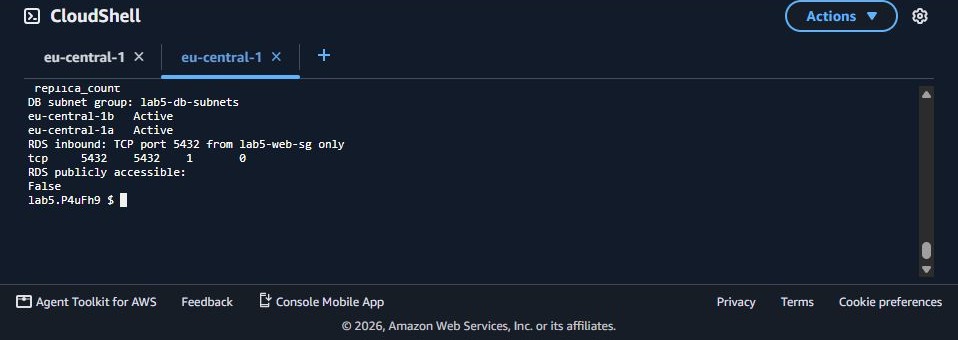 CloudShell
Actions ▼
eu-central-1 × eu-central-1 × +
replica_count
DB subnet group: lab5-db-subnets
eu-central-1b Active
eu-central-1a Active
RDS inbound: TCP port 5432 from lab5-web-sg only
tcp 5432 5432 1 0
RDS publicly accessible:
False
lab5.P4uFh9 $
Agent Toolkit for AWS Feedback Console Mobile App Privacy Terms Cookie preferences
© 2026, Amazon Web Services, Inc. or its affiliates.